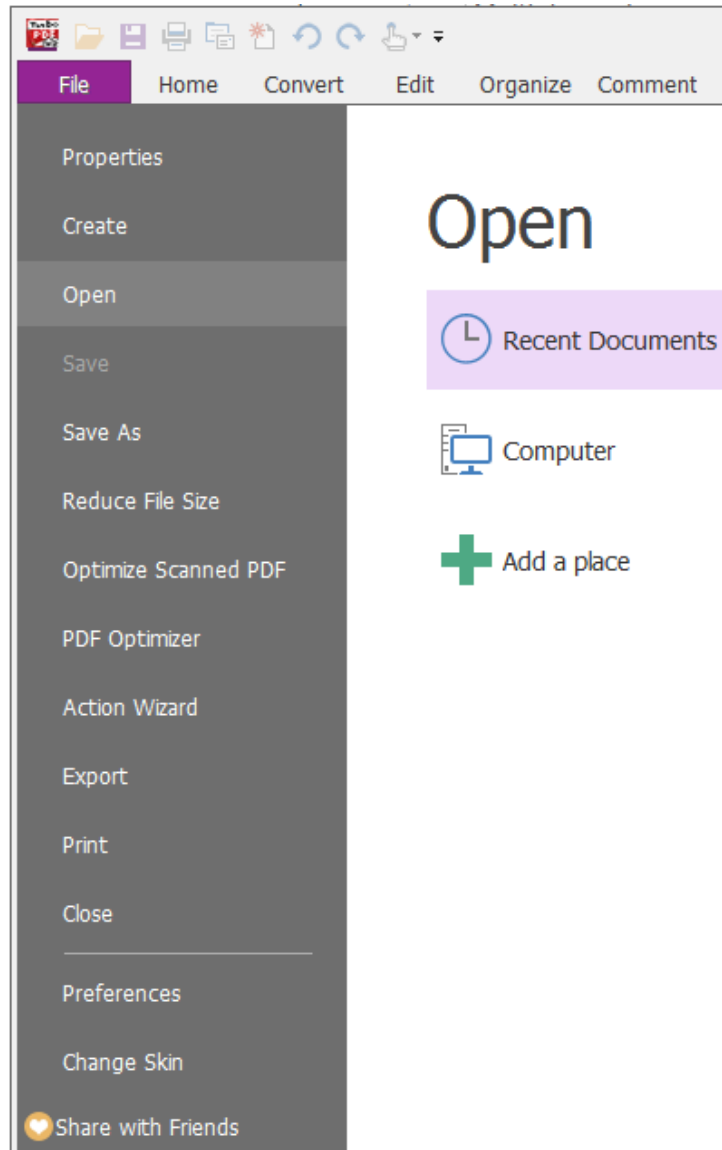 File Home Convert Edit Organize Comment
Properties
Create
Open
Save
Save As
Reduce File Size
Optimize Scanned PDF
PDF Optimizer
Action Wizard
Export
Print
Close
Preferences
Change Skin
Share with Friends
Open
Recent Documents
Computer
Add a place